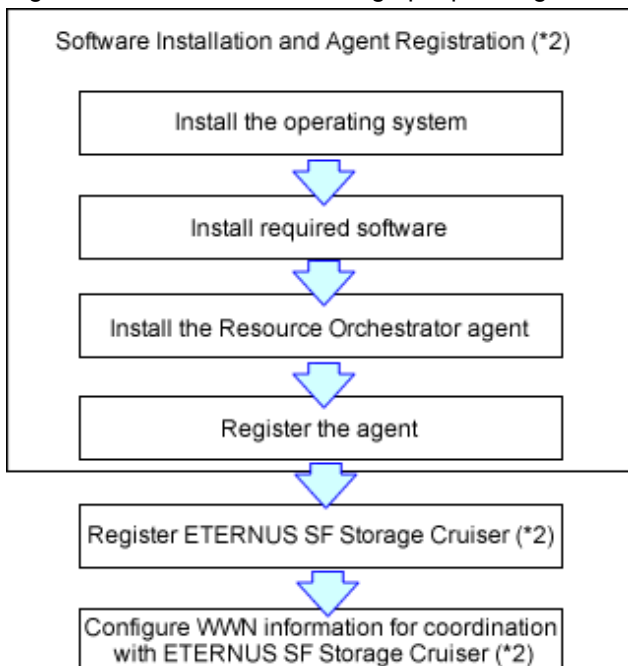 Software Installation and Agent Registration (*2)
Install the operating system
Install required software
Install the Resource Orchestrator agent
Register the agent
Register ETERNUS SF Storage Cruiser (*2)
Configure WWN information for coordination
with ETERNUS SF Storage Cruiser (*2)